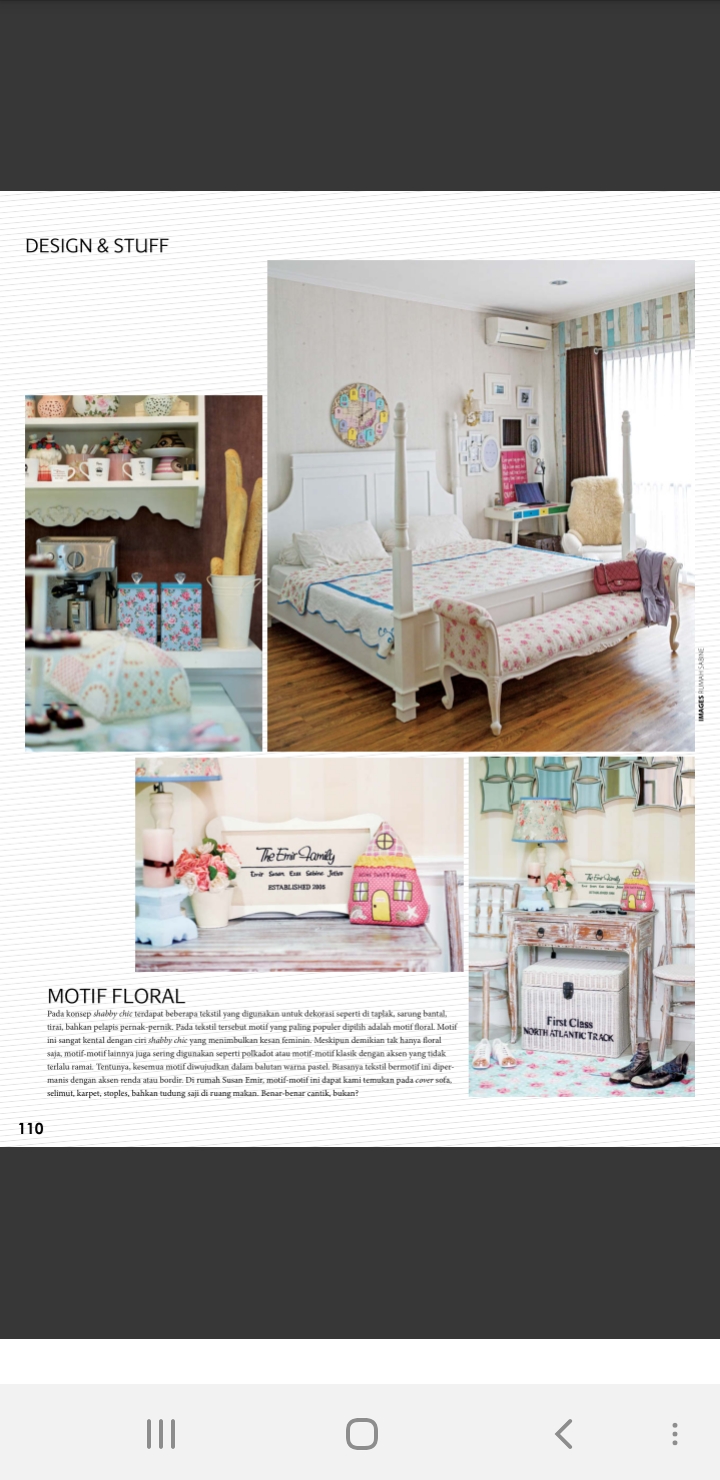 DESIGN & STUFF
IMAGES RUMAH SABINE
The Emir Family
Emir Susan Ezas Sabine Jibran
ESTABLISHED 2006
HOME SWEET HOME
The Emir Family
ESTABLISHED 2006
First Class
NORTH ATLANTIC TRACK
MOTIF FLORAL
Pada konsep shabby chic terdapat beberapa tekstil yang digunakan untuk dekorasi seperti di taplak, sarung bantal,
tirai, bahkan pelapis pernak-pernik. Pada tekstil tersebut motif yang paling populer dipilih adalah motif floral. Motif
ini sangat kental dengan ciri shabby chic yang menimbulkan kesan feminin. Meskipun demikian tak hanya floral
saja, motif-motif lainnya juga sering digunakan seperti polkadot atau motif-motif klasik dengan aksen yang tidak
terlalu ramai. Tentunya, kesemua motif diwujudkan dalam balutan warna pastel. Biasanya tekstil bermotif ini diper-
manis dengan aksen renda atau bordir. Di rumah Susan Emir, motif-motif ini dapat kami temukan pada cover sofa,
selimut, karpet, stoples, bahkan tudung saji di ruang makan. Benar-benar cantik, bukan?
110